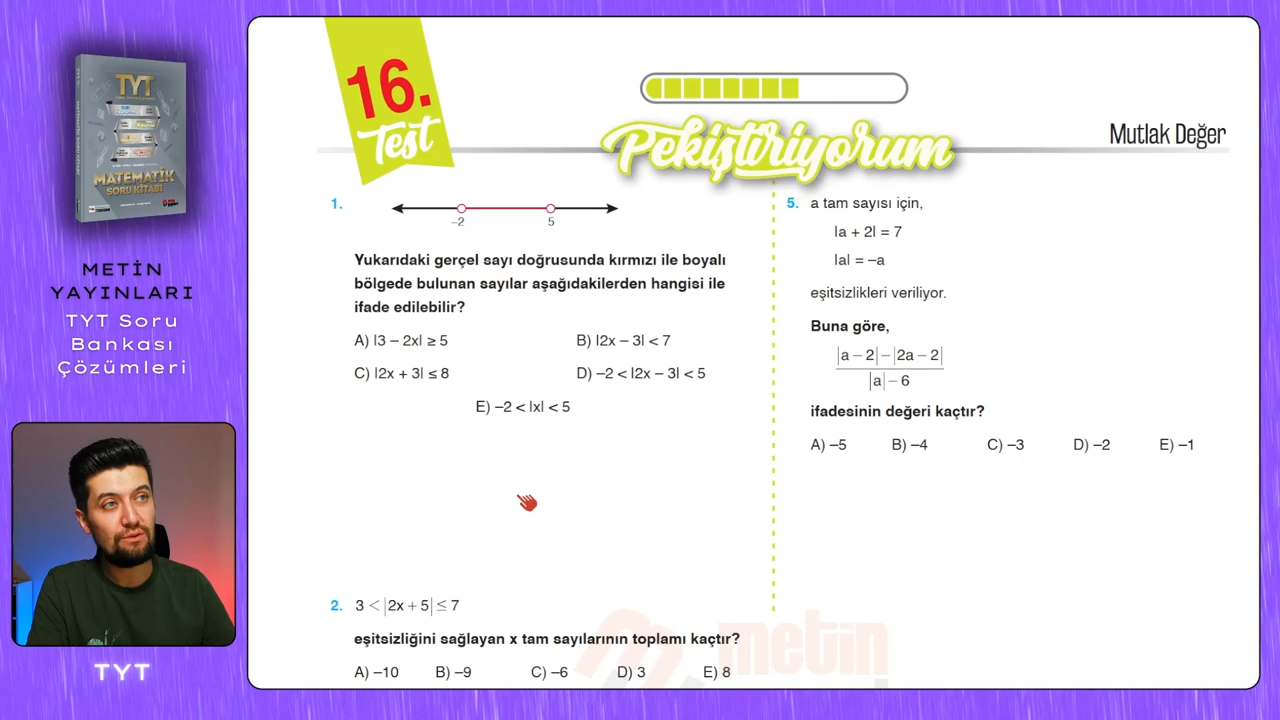 TYT
MATEMATİK
SORU KİTABI
METİN
YAYINLARI
TYT Soru
Bankası
Çözümleri
TYT
16.
Test
Pekiştiriyorum
Mutlak Değer
1.
–2 5
Yukarıdaki gerçel sayı doğrusunda kırmızı ile boyalı
bölgede bulunan sayılar aşağıdakilerden hangisi ile
ifade edilebilir?
A) |3 – 2x| ≥ 5 B) |2x – 3| < 7
C) |2x + 3| ≤ 8 D) –2 < |2x – 3| < 5
E) –2 < |x| < 5
2. 3 < |2x + 5| ≤ 7
eşitsizliğini sağlayan x tam sayılarının toplamı kaçtır?
A) –10 B) –9 C) –6 D) 3 E) 8
5. a tam sayısı için,
|a + 2| = 7
|a| = –a
eşitsizlikleri veriliyor.
Buna göre,
|a – 2| – |2a – 2|
|a| – 6
ifadesinin değeri kaçtır?
A) –5 B) –4 C) –3 D) –2 E) –1
metin